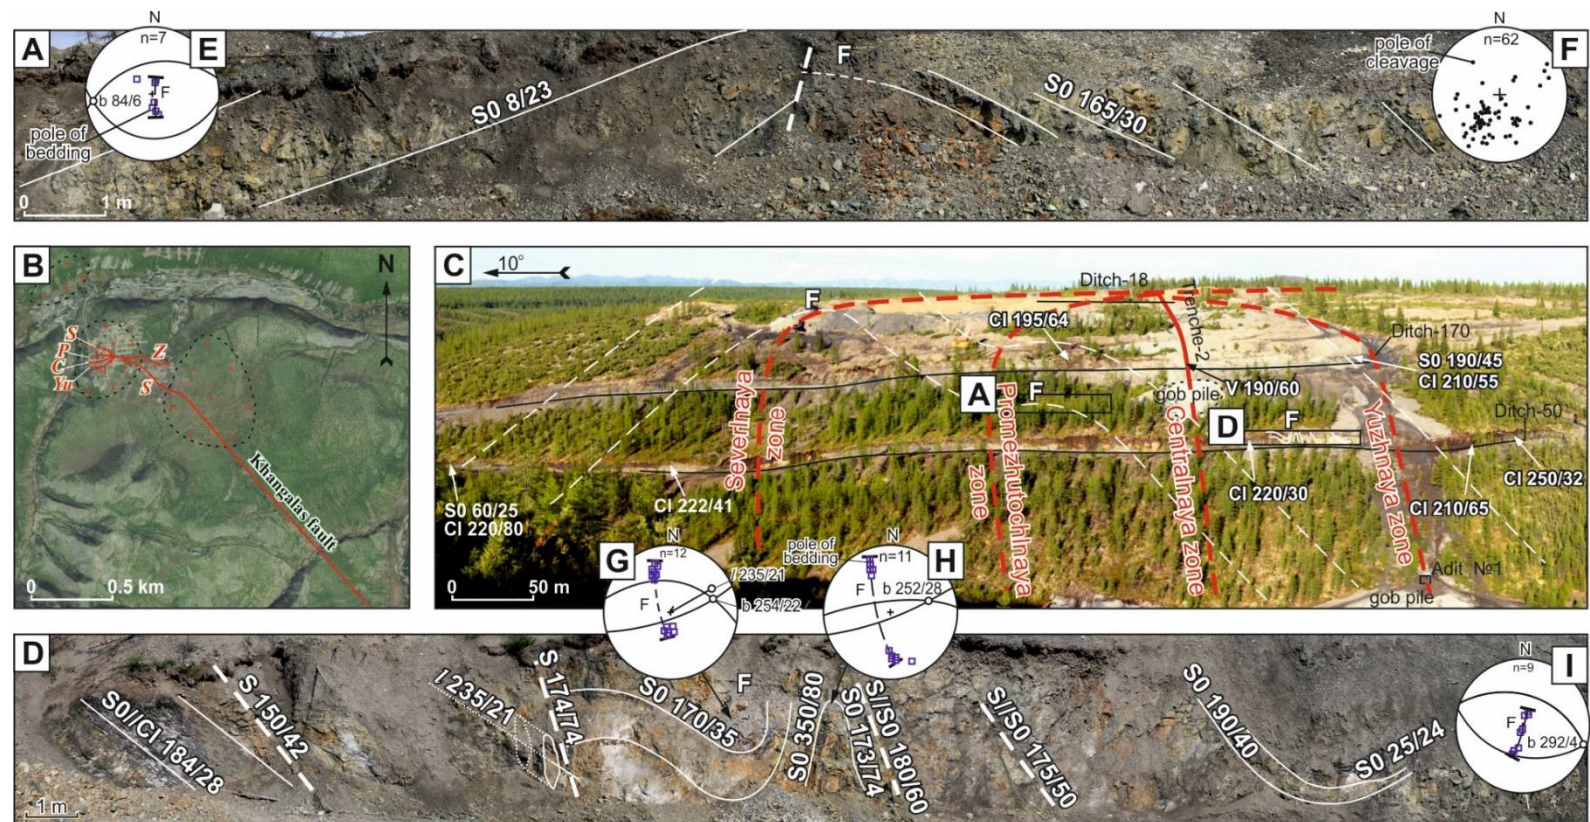 A
N
n=7
E
b 84/6
F
pole of
bedding
0 1 m
S0 8/23
F
S0 165/30
N
n=62
F
pole of
cleavage
B
N
S
P
C
Yu
Z
S
Khangalas fault
0 0.5 km
C
10°
F
Ditch-18
Trenche-2
Cl 195/64
Ditch-170
S0 190/45
Cl 210/55
V 190/60
gob pile
A
F
D
F
Ditch-50
Severlnaya
zone
Promezhutochlnaya
zone
Centralnaya zone
Yuzhnaya zone
S0 60/25
Cl 220/80
Cl 222/41
Cl 220/30
Cl 210/65
Cl 250/32
Adit №1
gob pile
0 50 m
G
N
n=12
F
l 235/21
b 254/22
pole of
bedding
N
n=11
H
F
b 252/28
D
S0//Cl 184/28
S 150/42
l 235/21
S 174/74
S0 170/35
F
S0 350/80
S0 173/74
S//S0 180/60
S//S0 175/50
S0 190/40
S0 25/24
N
n=9
I
F
b 292/4
1 m